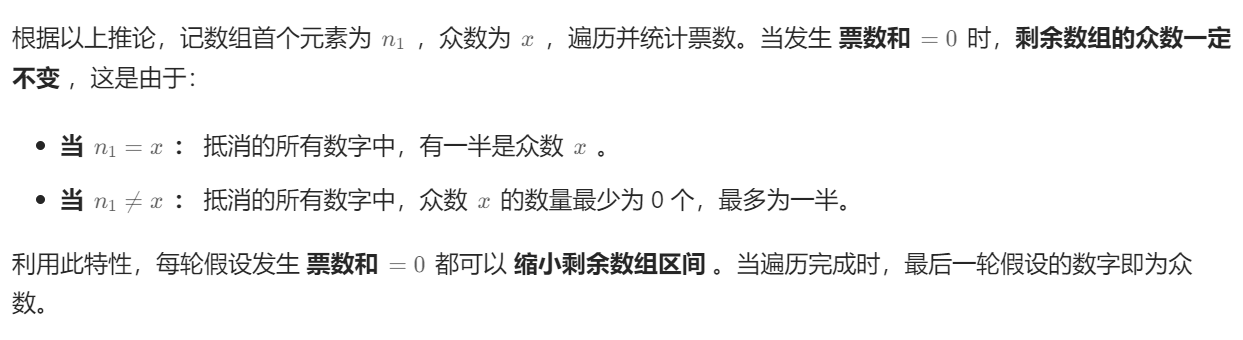 根据以上推论，记数组首个元素为 n₁ ，众数为 x ，遍历并统计票数。当发生 票数和 = 0 时，剩余数组的众数一定
不变 ，这是由于：
• 当 n₁ = x ： 抵消的所有数字中，有一半是众数 x 。
• 当 n₁ ≠ x ： 抵消的所有数字中，众数 x 的数量最少为 0 个，最多为一半。
利用此特性，每轮假设发生 票数和 = 0 都可以 缩小剩余数组区间 。当遍历完成时，最后一轮假设的数字即为众
数。